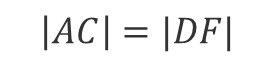 |AC| = |DF|